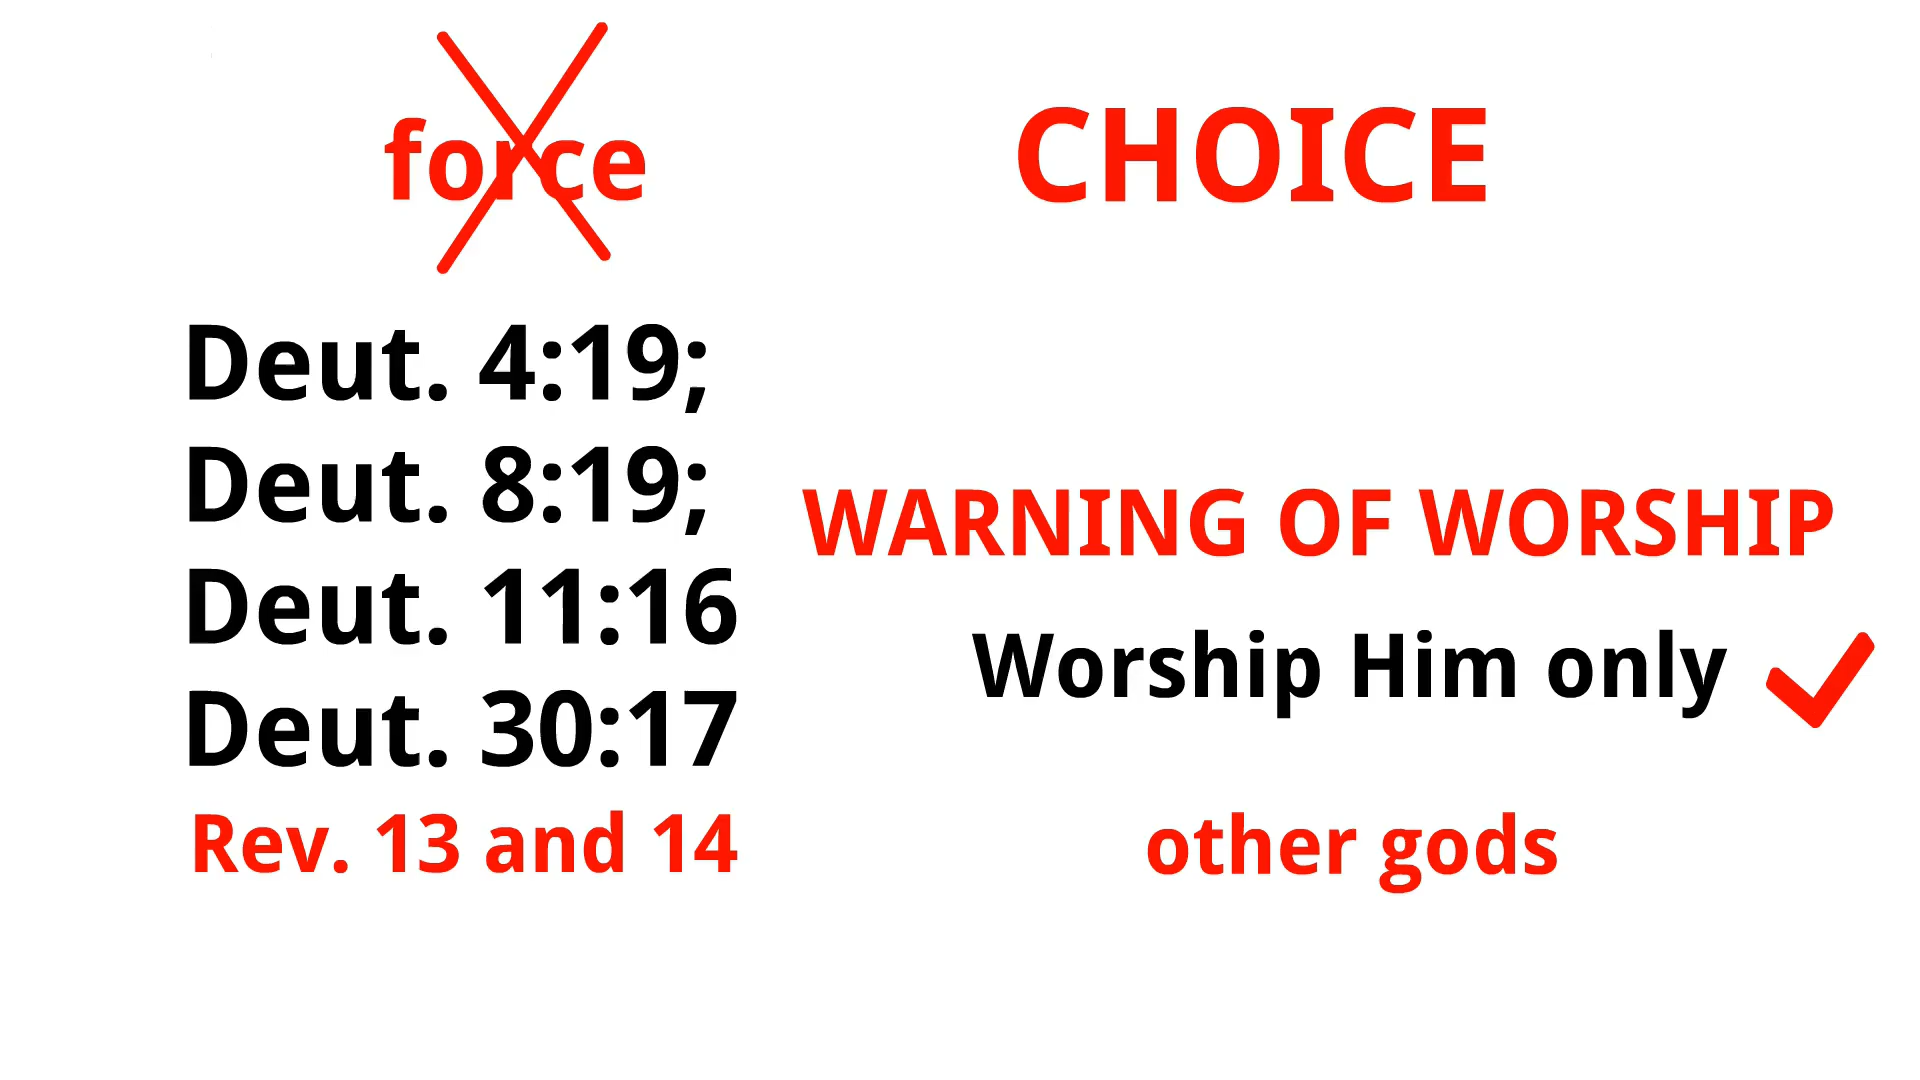 force
CHOICE
Deut. 4:19;
Deut. 8:19;
Deut. 11:16
Deut. 30:17
Rev. 13 and 14
WARNING OF WORSHIP
Worship Him only
other gods